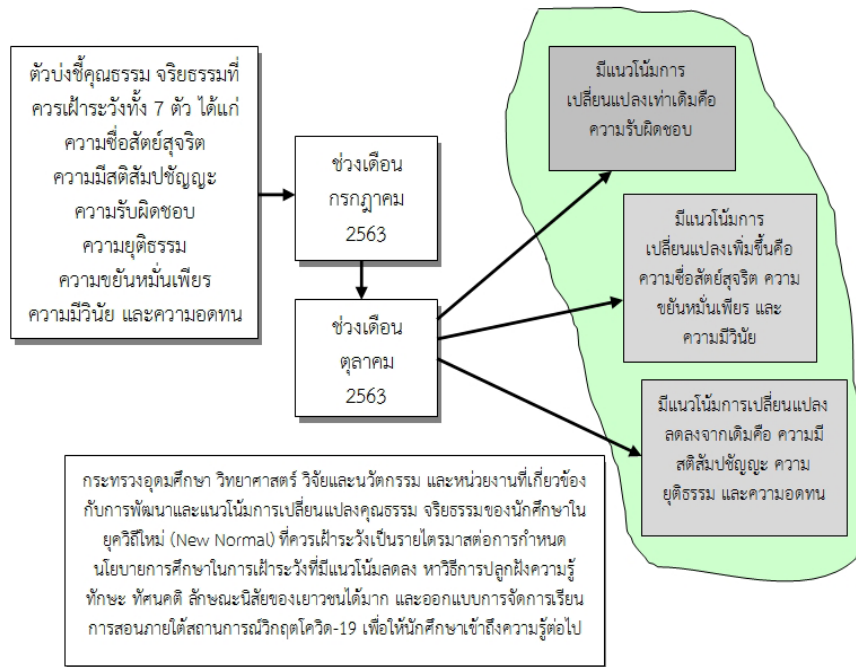 ตัวบ่งชี้คุณธรรม จริยธรรมที่
ควรเฝ้าระวังทั้ง 7 ตัว ได้แก่
ความซื่อสัตย์สุจริต
ความมีสติสัมปชัญญะ
ความรับผิดชอบ
ความยุติธรรม
ความขยันหมั่นเพียร
ความมีวินัย และความอดทน
ช่วงเดือน
กรกฎาคม
2563
ช่วงเดือน
ตุลาคม
2563
มีแนวโน้มการ
เปลี่ยนแปลงเท่าเดิมคือ
ความรับผิดชอบ
มีแนวโน้มการ
เปลี่ยนแปลงเพิ่มขึ้นคือ
ความซื่อสัตย์สุจริต ความ
ขยันหมั่นเพียร และ
ความมีวินัย
มีแนวโน้มการเปลี่ยนแปลง
ลดลงจากเดิมคือ ความมี
สติสัมปชัญญะ ความ
ยุติธรรม และความอดทน
กระทรวงอุดมศึกษา วิทยาศาสตร์ วิจัยและนวัตกรรม และหน่วยงานที่เกี่ยวข้อง
กับการพัฒนาและแนวโน้มการเปลี่ยนแปลงคุณธรรม จริยธรรมของนักศึกษาใน
ยุควิถีใหม่ (New Normal) ที่ควรเฝ้าระวังเป็นรายไตรมาสต่อการกำหนด
นโยบายการศึกษาในการเฝ้าระวังที่มีแนวโน้มลดลง หาวิธีการปลูกฝังความรู้
ทักษะ ทัศนคติ ลักษณะนิสัยของเยาวชนได้มาก และออกแบบการจัดการเรียน
การสอนภายใต้สถานการณ์วิกฤตโควิด-19 เพื่อให้นักศึกษาเข้าถึงความรู้ต่อไป